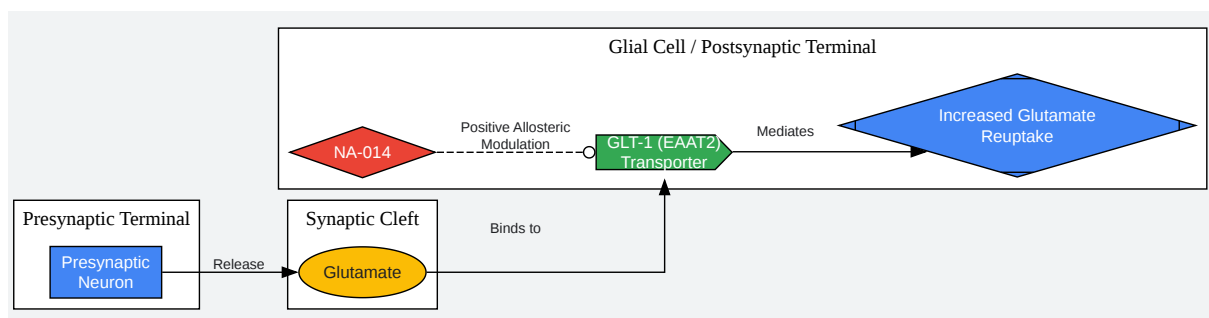 Glial Cell / Postsynaptic Terminal
NA-014
Positive Allosteric
Modulation
GLT-1 (EAAT2)
Transporter
Mediates
Increased Glutamate
Reuptake
Presynaptic Terminal
Presynaptic
Neuron
Release
Synaptic Cleft
Glutamate
Binds to